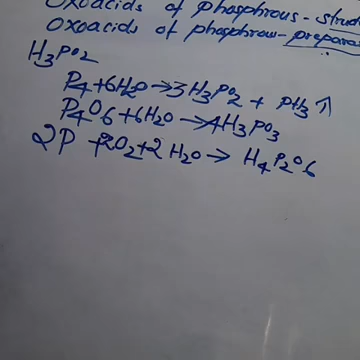 Oxoacids of phosphrous - stru
Oxoacids of phosphrow - prepara
H3PO2
P4 + 6H2O → 3H3PO2 + PH3 ↑
P4O6 + 6H2O → 4H3PO3
2P + 2O2 + 2H2O → H4P2O6